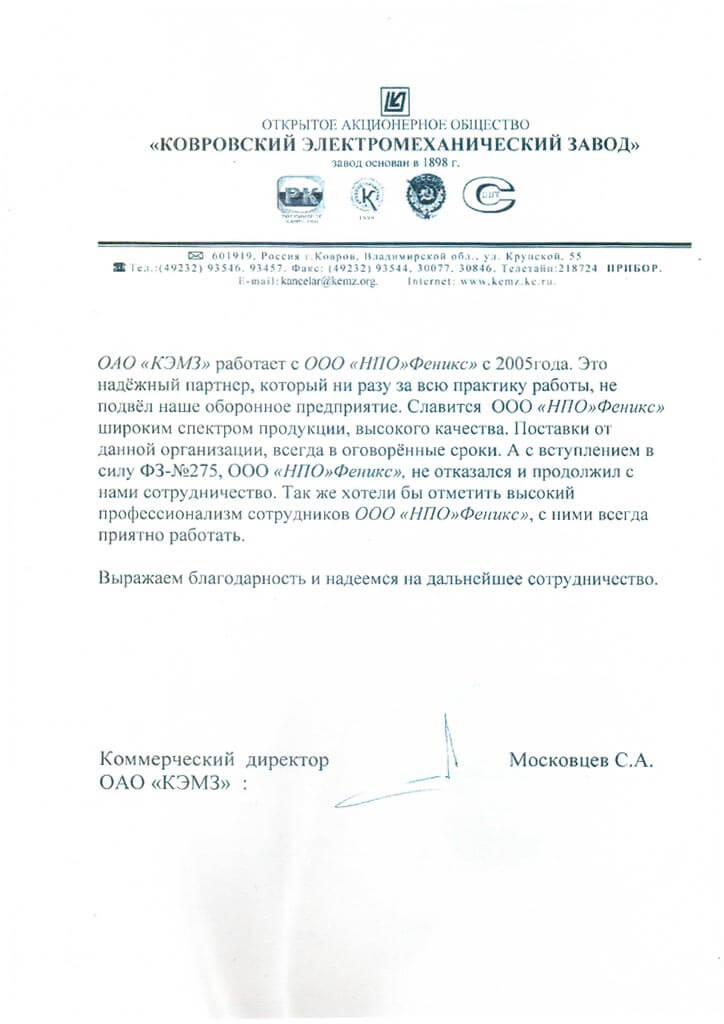 ОТКРЫТОЕ АКЦИОНЕРНОЕ ОБЩЕСТВО
«КОВРОВСКИЙ ЭЛЕКТРОМЕХАНИЧЕСКИЙ ЗАВОД»
завод основан в 1898 г.
РК К
601919, Россия г.Ковров, Владимирской обл., ул. Крупской, 55
Тел.:(49232) 93546, 93457. Факс: (49232) 93544, 30077, 30846. Телетайп:218724 ПРИБОР.
E-mail: kancelar@kemz.org. Internet: www.kemz.kc.ru.
ОАО «КЭМЗ» работает с ООО «НПО»Феникс» с 2005года. Это
надёжный партнер, который ни разу за всю практику работы, не
подвёл наше оборонное предприятие. Славится ООО «НПО»Феникс»
широким спектром продукции, высокого качества. Поставки от
данной организации, всегда в оговорённые сроки. А с вступлением в
силу ФЗ-№275, ООО «НПО»Феникс», не отказался и продолжил с
нами сотрудничество. Так же хотели бы отметить высокий
профессионализм сотрудников ООО «НПО»Феникс», с ними всегда
приятно работать.
Выражаем благодарность и надеемся на дальнейшее сотрудничество.
Коммерческий директор Московцев С.А.
ОАО «КЭМЗ» :